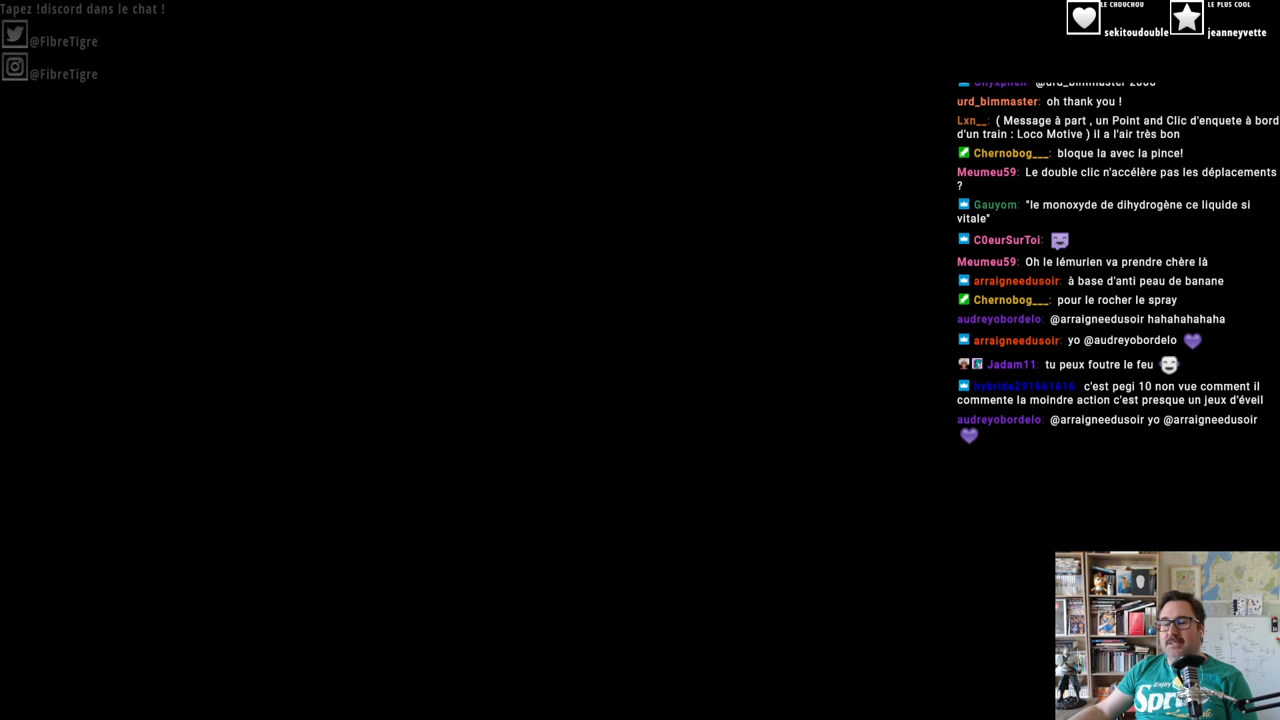 Tapez !discord dans le chat !
@FibreTigre
@FibreTigre
LE CHOUCHOU
sekitoudouble
LE PLUS COOL
jeanneyvette
urd_bimmaster: oh thank you !
Lxn__: ( Message à part , un Point and Clic d'enquete à bord
d'un train : Loco Motive ) il a l'air très bon
Chernobog___: bloque la avec la pince!
Meumeu59: Le double clic n'accélère pas les déplacements
?
Gauyom: "le monoxyde de dihydrogène ce liquide si
vitale"
C0eurSurToi:
Meumeu59: Oh le lémurien va prendre chère là
arraigneedusoir: à base d'anti peau de banane
Chernobog___: pour le rocher le spray
audreyobordelo: @arraigneedusoir hahahahahaha
arraigneedusoir: yo @audreyobordelo
Jadam11: tu peux foutre le feu
c'est pegi 10 non vue comment il
commente la moindre action c'est presque un jeux d'éveil
audreyobordelo: @arraigneedusoir yo @arraigneedusoir
Enjoy